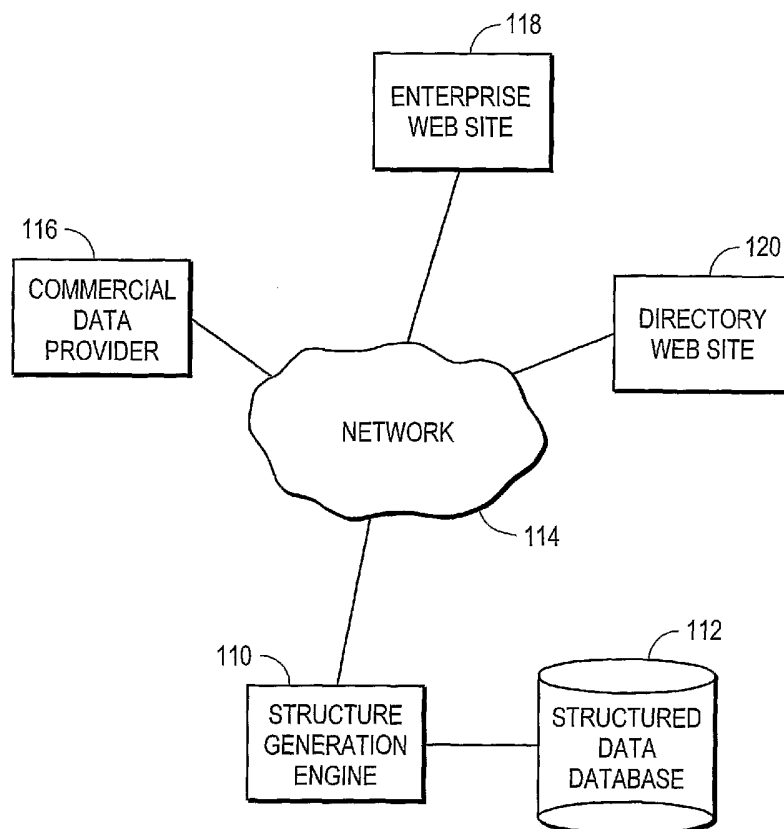 118
ENTERPRISE
WEB SITE
116
COMMERCIAL
DATA
PROVIDER
120
DIRECTORY
WEB SITE
NETWORK
114
110
STRUCTURE
GENERATION
ENGINE
112
STRUCTURED
DATA
DATABASE